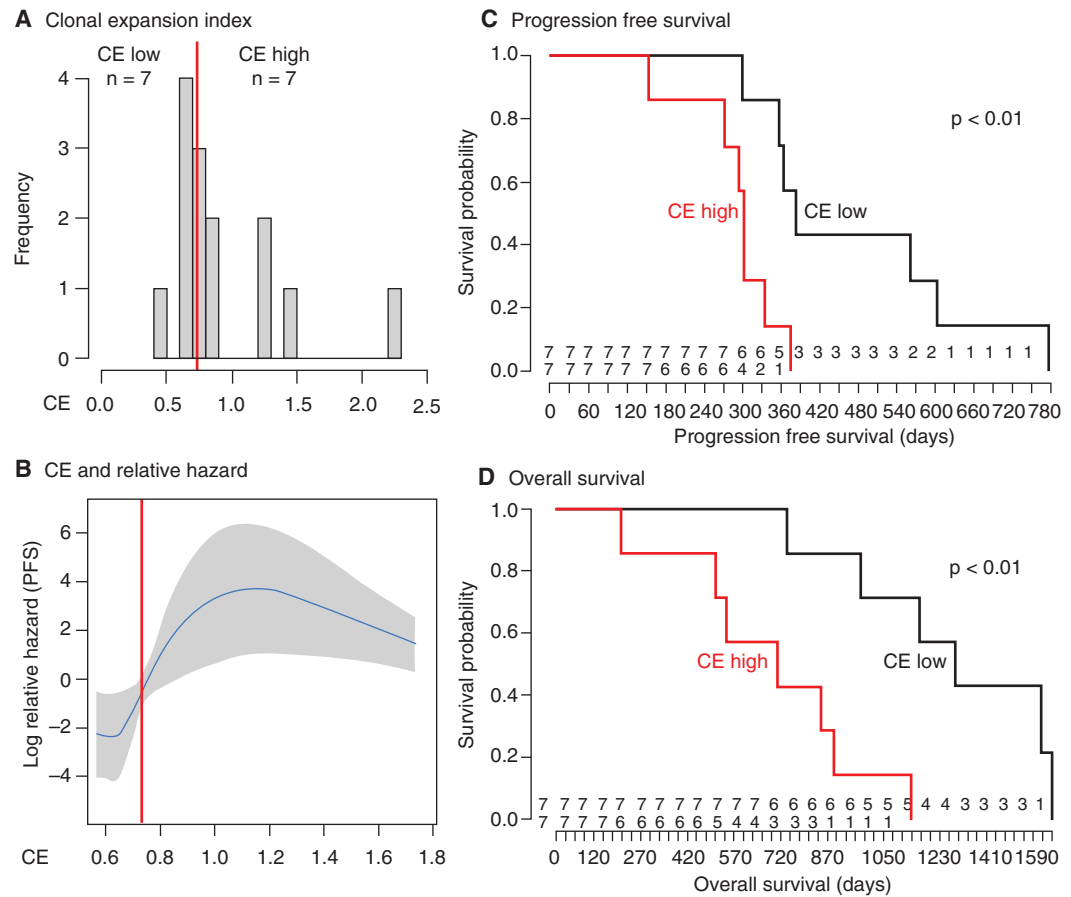 A Clonal expansion index
CE low
n = 7
CE high
n = 7
4
3
2
1
0
Frequency
CE
0.0 0.5 1.0 1.5 2.0 2.5
B CE and relative hazard
6
4
2
0
–2
–4
Log relative hazard (PFS)
CE
0.6 0.8 1.0 1.2 1.4 1.6 1.8
C Progression free survival
1.0
0.8
0.6
0.4
0.2
0.0
Survival probability
p < 0.01
CE high
CE low
7 7 7 7 7 7 7 7 7 7 6 6 5 3 3 3 3 3 3 2 2 1 1 1 1 1
7 7 7 7 7 7 6 6 6 6 4 2 1
0 60 120 180 240 300 360 420 480 540 600 660 720 780
Progression free survival (days)
D Overall survival
1.0
0.8
0.6
0.4
0.2
0.0
Survival probability
p < 0.01
CE high
CE low
7 7 7 7 7 7 7 7 7 7 7 7 6 6 6 6 6 5 5 5 4 4 3 3 3 3 1
7 7 7 7 6 6 6 6 6 5 4 4 3 3 3 1 1 1 1
0 120 270 420 570 720 870 1050 1230 1410 1590
Overall survival (days)